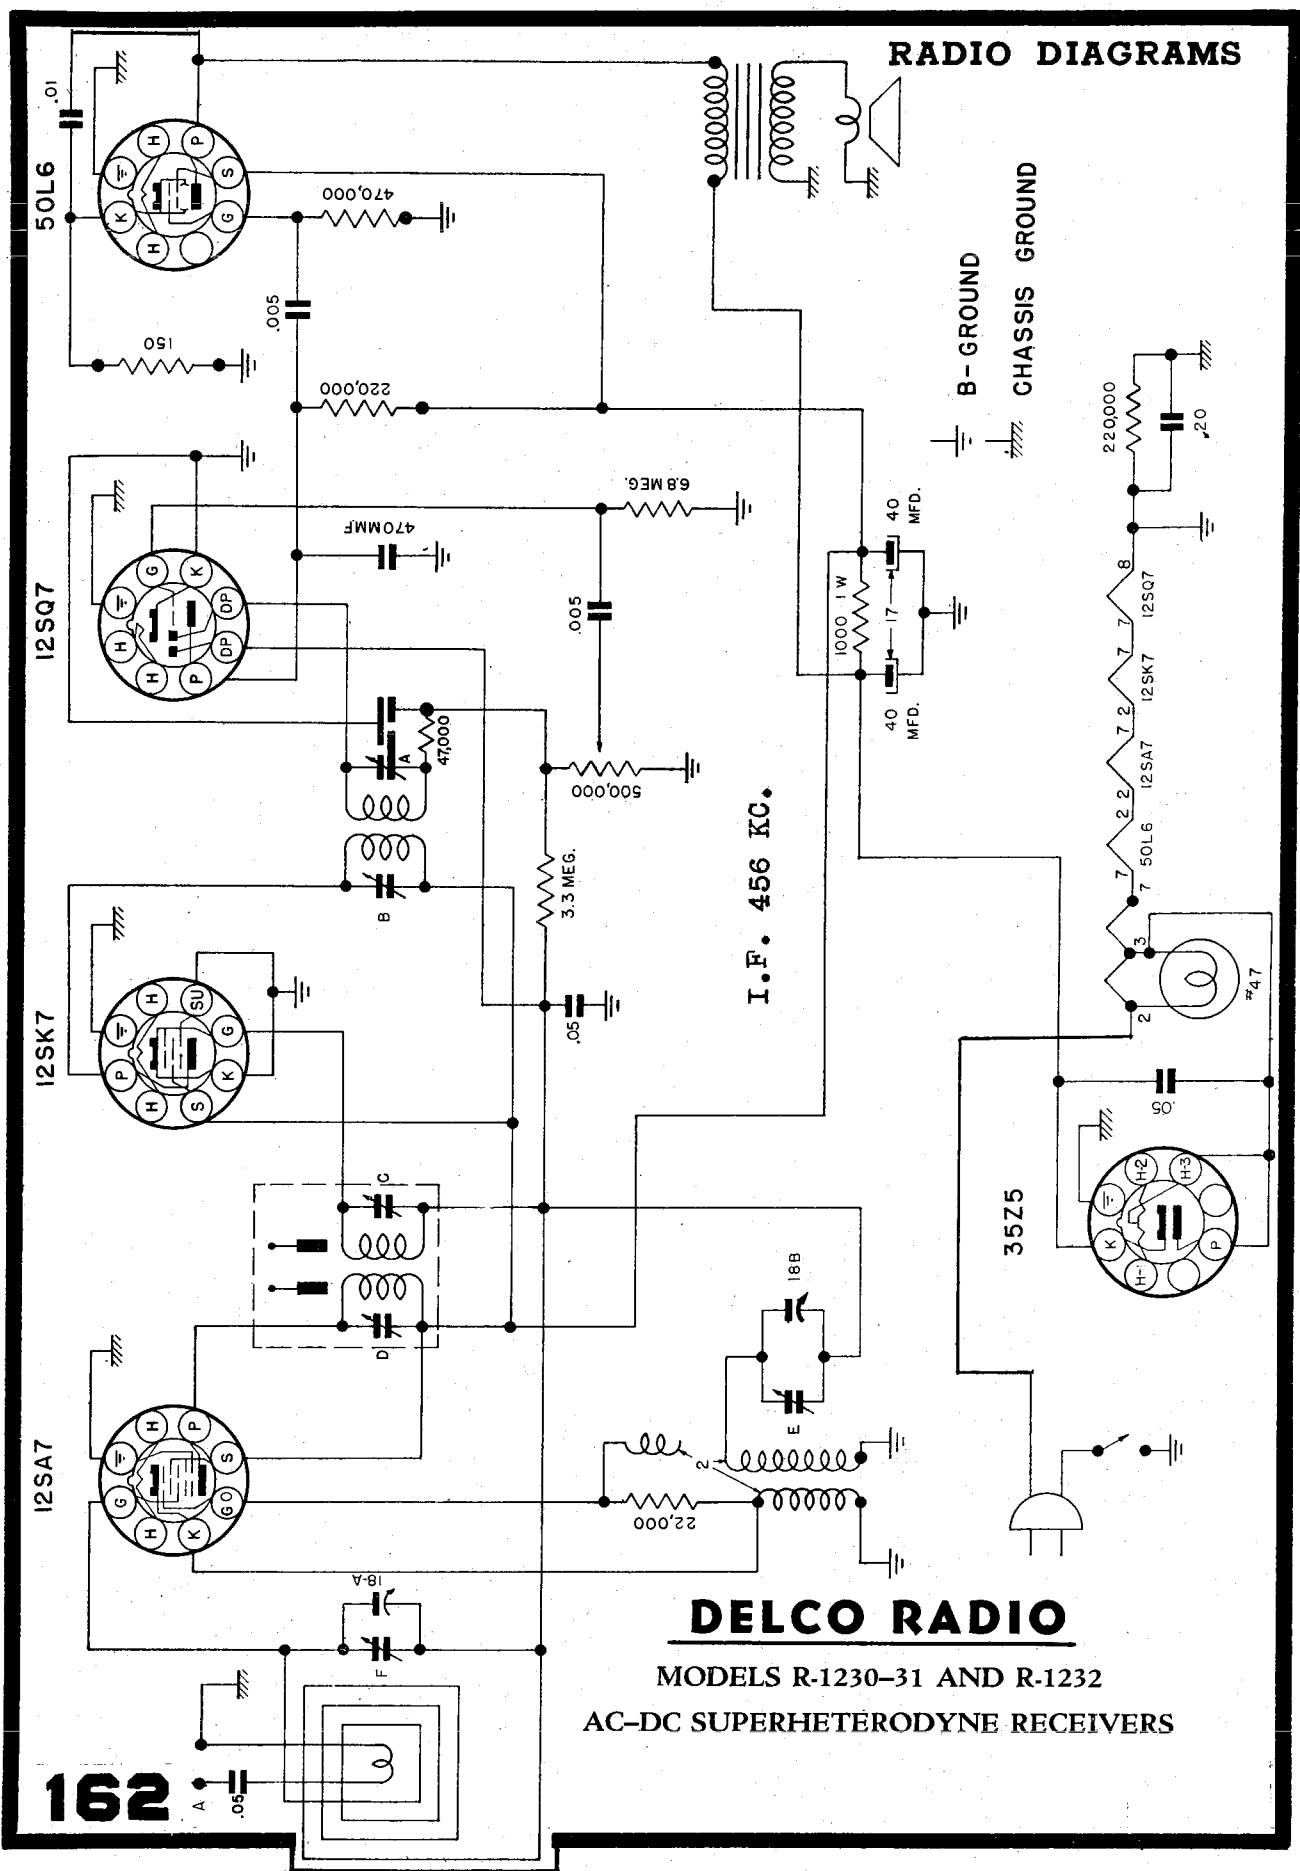 RADIO DIAGRAMS
50L6
.01
H
P
S
G
H
K
470,000
150
.005
220,000
12SQ7
G
K
DP
DP
P
H
H
470 MMF
6.8 MEG.
.005
47,000
A
500,000
1000 1 W
40
MFD.
17
40
MFD.
B-GROUND
CHASSIS GROUND
220,000
.20
B
3.3 MEG.
.05
I.F. 456 KC.
12SK7
H
SU
G
K
S
H
P
8
12SQ7
7
7
12SK7
2
7
12SA7
2
2
50L6
7
7
3
2
#47
.05
C
D
35Z5
H-2
H-3
P
H-1
K
12SA7
H
P
S
GO
K
H
G
18B
E
2
22,000
18-A
F
A
.05
DELCO RADIO
MODELS R-1230-31 AND R-1232
AC-DC SUPERHETERODYNE RECEIVERS
162